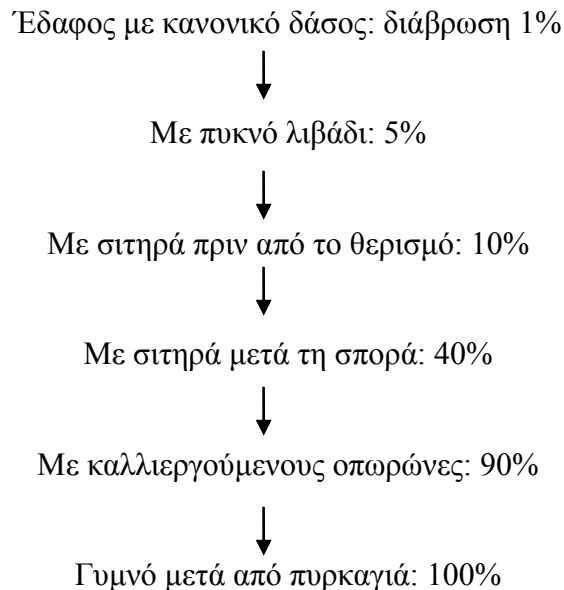 Έδαφος με κανονικό δάσος: διάβρωση 1%
Με πυκνό λιβάδι: 5%
Με σιτηρά πριν από το θερισμό: 10%
Με σιτηρά μετά τη σπορά: 40%
Με καλλιεργούμενους οπωρώνες: 90%
Γυμνό μετά από πυρκαγιά: 100%